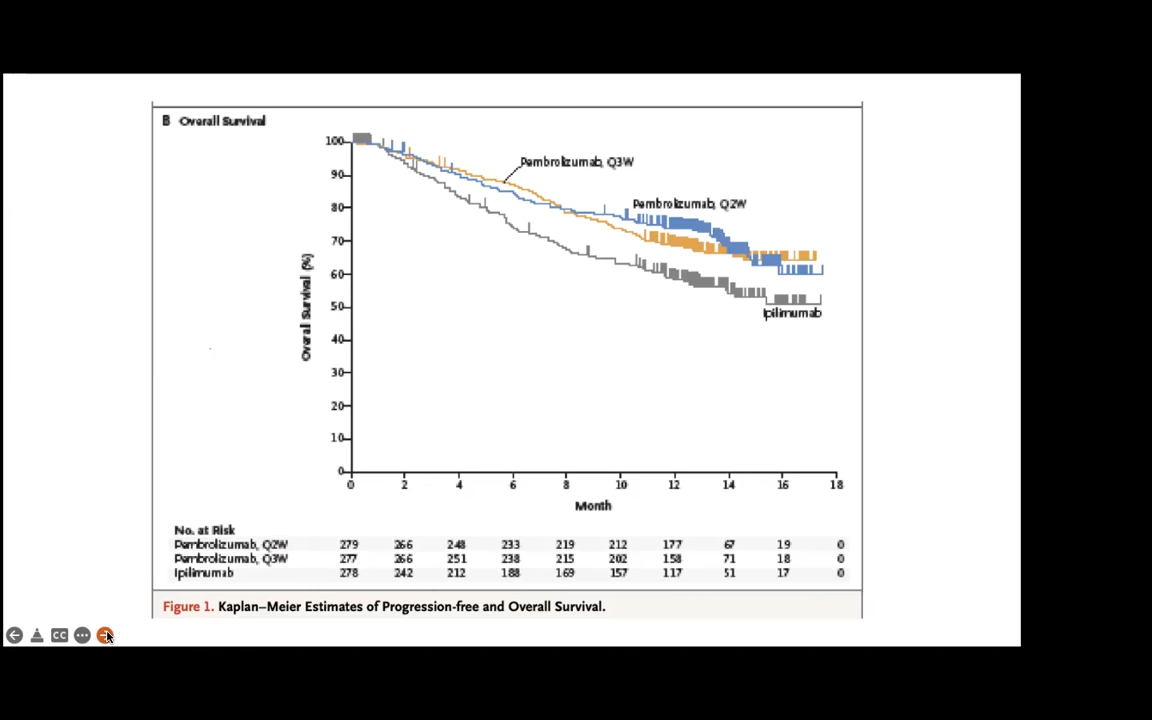 B Overall Survival
100
90
80
70
60
50
40
30
20
10
0
Overall Survival (%)
Pembrolizumab, Q3W
Pembrolizumab, Q2W
Ipilimumab
0 2 4 6 8 10 12 14 16 18
Month
No. at Risk
Pembrolizumab, Q2W 279 266 248 233 219 212 177 67 19 0
Pembrolizumab, Q3W 277 266 251 238 215 202 158 71 18 0
Ipilimumab 278 242 212 188 169 157 117 51 17 0
Figure 1. Kaplan–Meier Estimates of Progression-free and Overall Survival.
CC